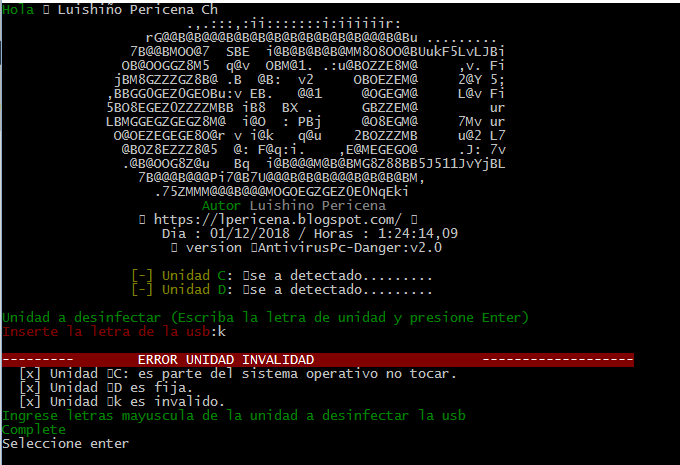 Hola ▯ Luishiño Pericena Ch
.,.:::,:ii:::::::i:iiiiiir:
rG@@B@B@@@B@B@B@B@B@B@B@B@@@B@Bu .........
7B@@BMOO@7  SBE  i@B@B@B@B@MM8O8OO@BUukF5LvLJBi
OB@OOGGZ8M5  q@v  OBM@1. .:u@BOZZE8M@     ,v. Fi
jBM8GZZZGZ8B@ .B  @B:  v2     OBOEZEM@    2@Y 5;
,BBGGOGEZOGEOBu:v EB.  @@1     @OGEGM@    L@v Fi
5BO8EGEZOZZZZMBB iB8  BX .      GBZZEM@      ur
LBMGGEGZGEGZ8M@  i@O  : PBj     @O8EGM@   7Mv ur
O@OEZEGEGE8O@r v i@k   q@u    2BOZZZMB    u@2 L7
@BOZ8EZZZ8@5  @: F@q:i.    ,E@MEGEGO@    .J: 7v
.@B@OOG8Z@u   Bq  i@B@@@M@B@BMG8Z88BB5J511JvYjBL
7B@@@B@@@Pi7@B7U@@@B@B@B@@@B@B@B@BM,
.75ZMMM@@@B@@@MOGOEGZGEZOEONqEki
Autor Luishino Pericena
▯ https://lpericena.blogspot.com/ ▯
Dia : 01/12/2018 / Horas : 1:24:14,09
▯ version ▯AntivirusPc-Danger:v2.0
[-] Unidad C: ▯se a detectado.........
[-] Unidad D: ▯se a detectado.........
Unidad a desinfectar (Escriba la letra de unidad y presione Enter)
Inserte la letra de la usb:k
---------        ERROR UNIDAD INVALIDAD        -------------------
[x] Unidad ▯C: es parte del sistema operativo no tocar.
[x] Unidad ▯D es fija.
[x] Unidad ▯k es invalido.
Ingrese letras mayuscula de la unidad a desinfectar la usb
Complete
Seleccione enter